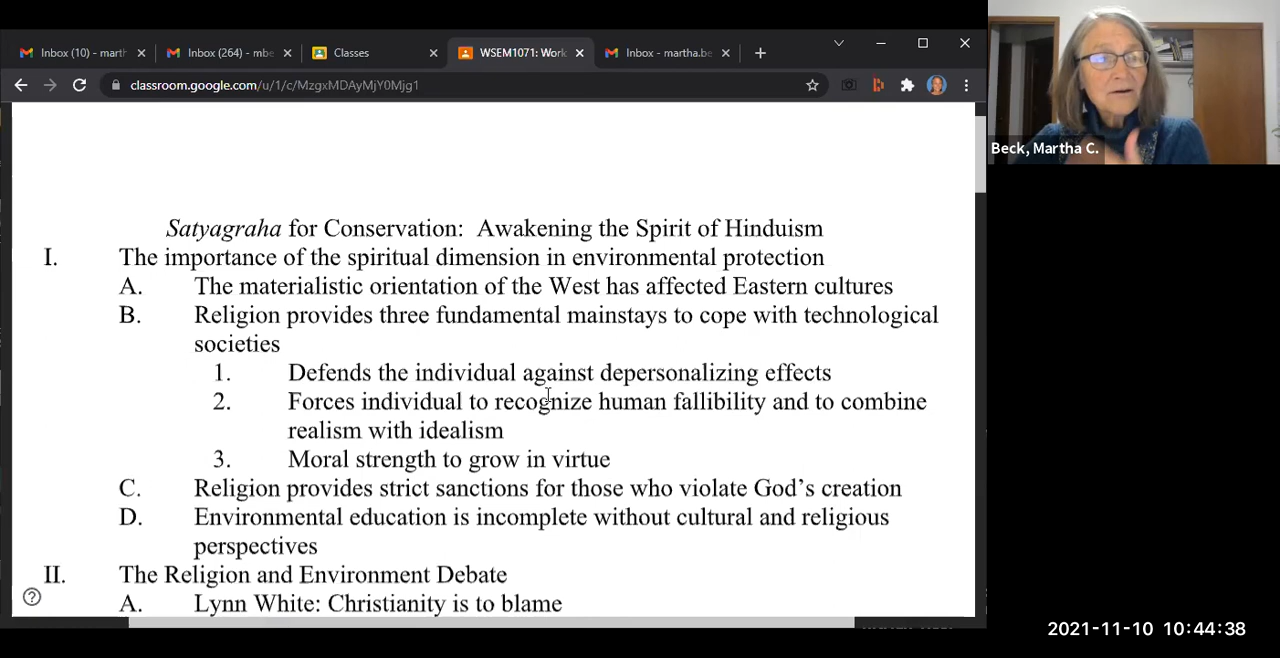 Inbox (10) - marth
Inbox (264) - mbe
Classes
WSEM1071: Work
Inbox - martha.be
classroom.google.com/u/1/c/MzgxMDAyMjY0Mjg1
Beck, Martha C.
Satyagraha for Conservation: Awakening the Spirit of Hinduism
I. The importance of the spiritual dimension in environmental protection
A. The materialistic orientation of the West has affected Eastern cultures
B. Religion provides three fundamental mainstays to cope with technological
societies
1. Defends the individual against depersonalizing effects
2. Forces individual to recognize human fallibility and to combine
realism with idealism
3. Moral strength to grow in virtue
C. Religion provides strict sanctions for those who violate God's creation
D. Environmental education is incomplete without cultural and religious
perspectives
II. The Religion and Environment Debate
A. Lynn White: Christianity is to blame
2021-11-10 10:44:38